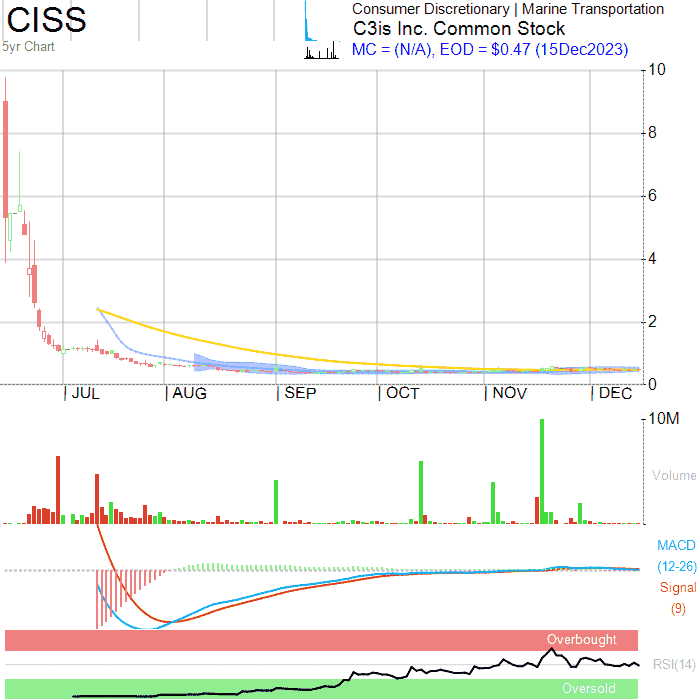 CISS
5yr Chart
Consumer Discretionary | Marine Transportation
C3is Inc. Common Stock
MC = (N/A), EOD = $0.47 (15Dec2023)
10
8
6
4
2
0
JUL AUG SEP OCT NOV DEC
10M
Volume
MACD
(12-26)
Signal
(9)
Overbought
RSI(14)
Oversold